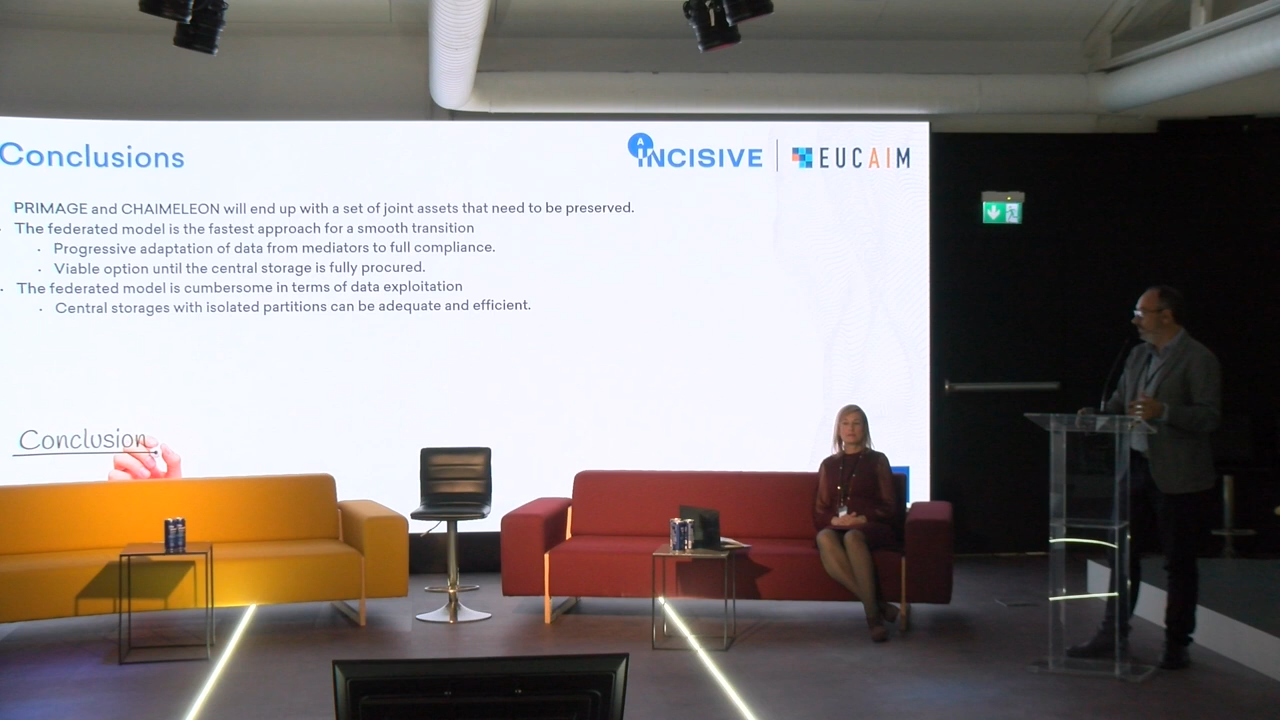 Conclusions
INCISIVE
EUCAIM
PRIMAGE and CHAIMELEON will end up with a set of joint assets that need to be preserved.
· The federated model is the fastest approach for a smooth transition
· Progressive adaptation of data from mediators to full compliance.
· Viable option until the central storage is fully procured.
· The federated model is cumbersome in terms of data exploitation
· Central storages with isolated partitions can be adequate and efficient.
Conclusion